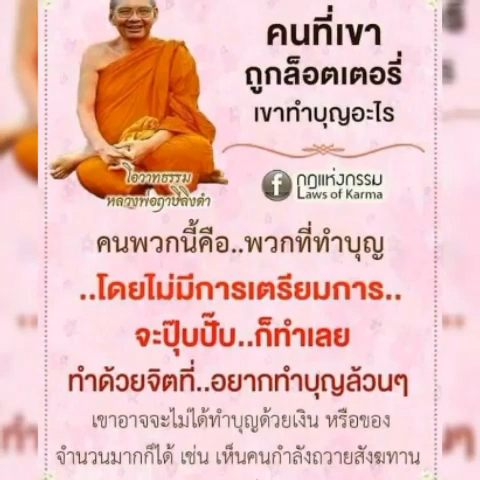 คนที่เขา
ถูกล็อตเตอรี่
เขาทำบุญอะไร
โอวาทธรรม
หลวงพ่อฤาษีลิงดำ
f กฎแห่งกรรม
Laws of Karma
คนพวกนี้คือ..พวกที่ทำบุญ
..โดยไม่มีการเตรียมการ..
จะปุ๊บปั๊บ..ก็ทำเลย
ทำด้วยจิตที่..อยากทำบุญล้วนๆ
เขาอาจจะไม่ได้ทำบุญด้วยเงิน หรือของ
จำนวนมากก็ได้ เช่น เห็นคนกำลังถวายสังฆทาน